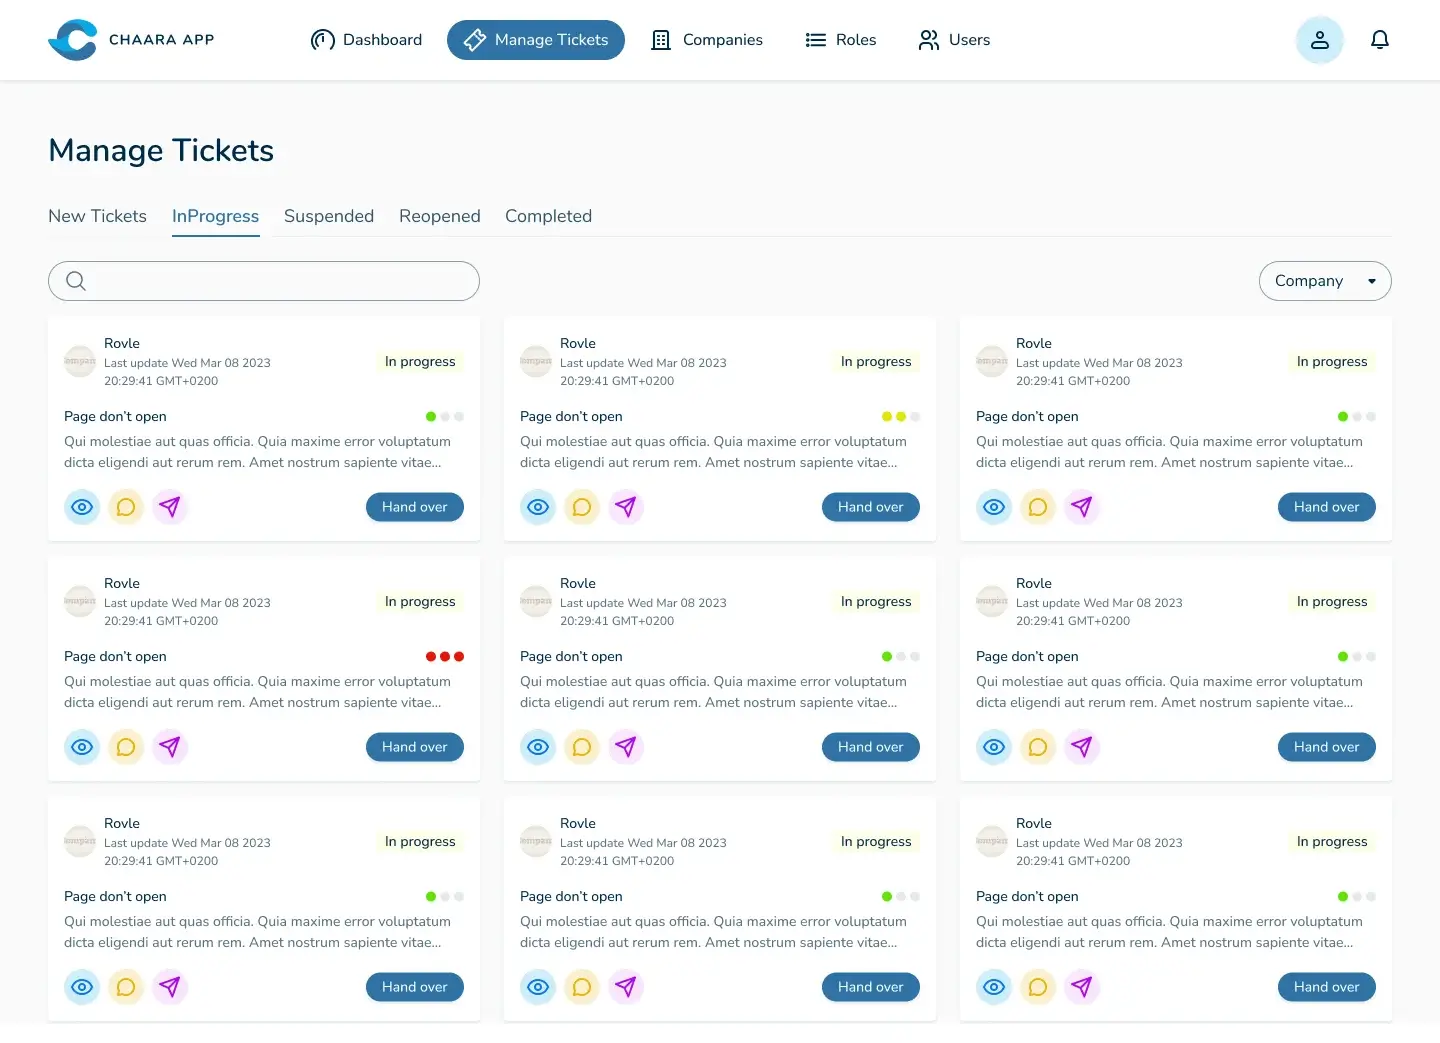 CHAARA APP
Dashboard
Manage Tickets
Companies
Roles
Users
Manage Tickets
New Tickets
InProgress
Suspended
Reopened
Completed
Company
Rovle
Last update Wed Mar 08 2023
20:29:41 GMT+0200
In progress
Page don't open
Qui molestiae aut quas officia. Quia maxime error voluptatum
dicta eligendi aut rerum rem. Amet nostrum sapiente vitae...
Hand over
Rovle
Last update Wed Mar 08 2023
20:29:41 GMT+0200
In progress
Page don't open
Qui molestiae aut quas officia. Quia maxime error voluptatum
dicta eligendi aut rerum rem. Amet nostrum sapiente vitae...
Hand over
Rovle
Last update Wed Mar 08 2023
20:29:41 GMT+0200
In progress
Page don't open
Qui molestiae aut quas officia. Quia maxime error voluptatum
dicta eligendi aut rerum rem. Amet nostrum sapiente vitae...
Hand over
Rovle
Last update Wed Mar 08 2023
20:29:41 GMT+0200
In progress
Page don't open
Qui molestiae aut quas officia. Quia maxime error voluptatum
dicta eligendi aut rerum rem. Amet nostrum sapiente vitae...
Hand over
Rovle
Last update Wed Mar 08 2023
20:29:41 GMT+0200
In progress
Page don't open
Qui molestiae aut quas officia. Quia maxime error voluptatum
dicta eligendi aut rerum rem. Amet nostrum sapiente vitae...
Hand over
Rovle
Last update Wed Mar 08 2023
20:29:41 GMT+0200
In progress
Page don't open
Qui molestiae aut quas officia. Quia maxime error voluptatum
dicta eligendi aut rerum rem. Amet nostrum sapiente vitae...
Hand over
Rovle
Last update Wed Mar 08 2023
20:29:41 GMT+0200
In progress
Page don't open
Qui molestiae aut quas officia. Quia maxime error voluptatum
dicta eligendi aut rerum rem. Amet nostrum sapiente vitae...
Hand over
Rovle
Last update Wed Mar 08 2023
20:29:41 GMT+0200
In progress
Page don't open
Qui molestiae aut quas officia. Quia maxime error voluptatum
dicta eligendi aut rerum rem. Amet nostrum sapiente vitae...
Hand over
Rovle
Last update Wed Mar 08 2023
20:29:41 GMT+0200
In progress
Page don't open
Qui molestiae aut quas officia. Quia maxime error voluptatum
dicta eligendi aut rerum rem. Amet nostrum sapiente vitae...
Hand over